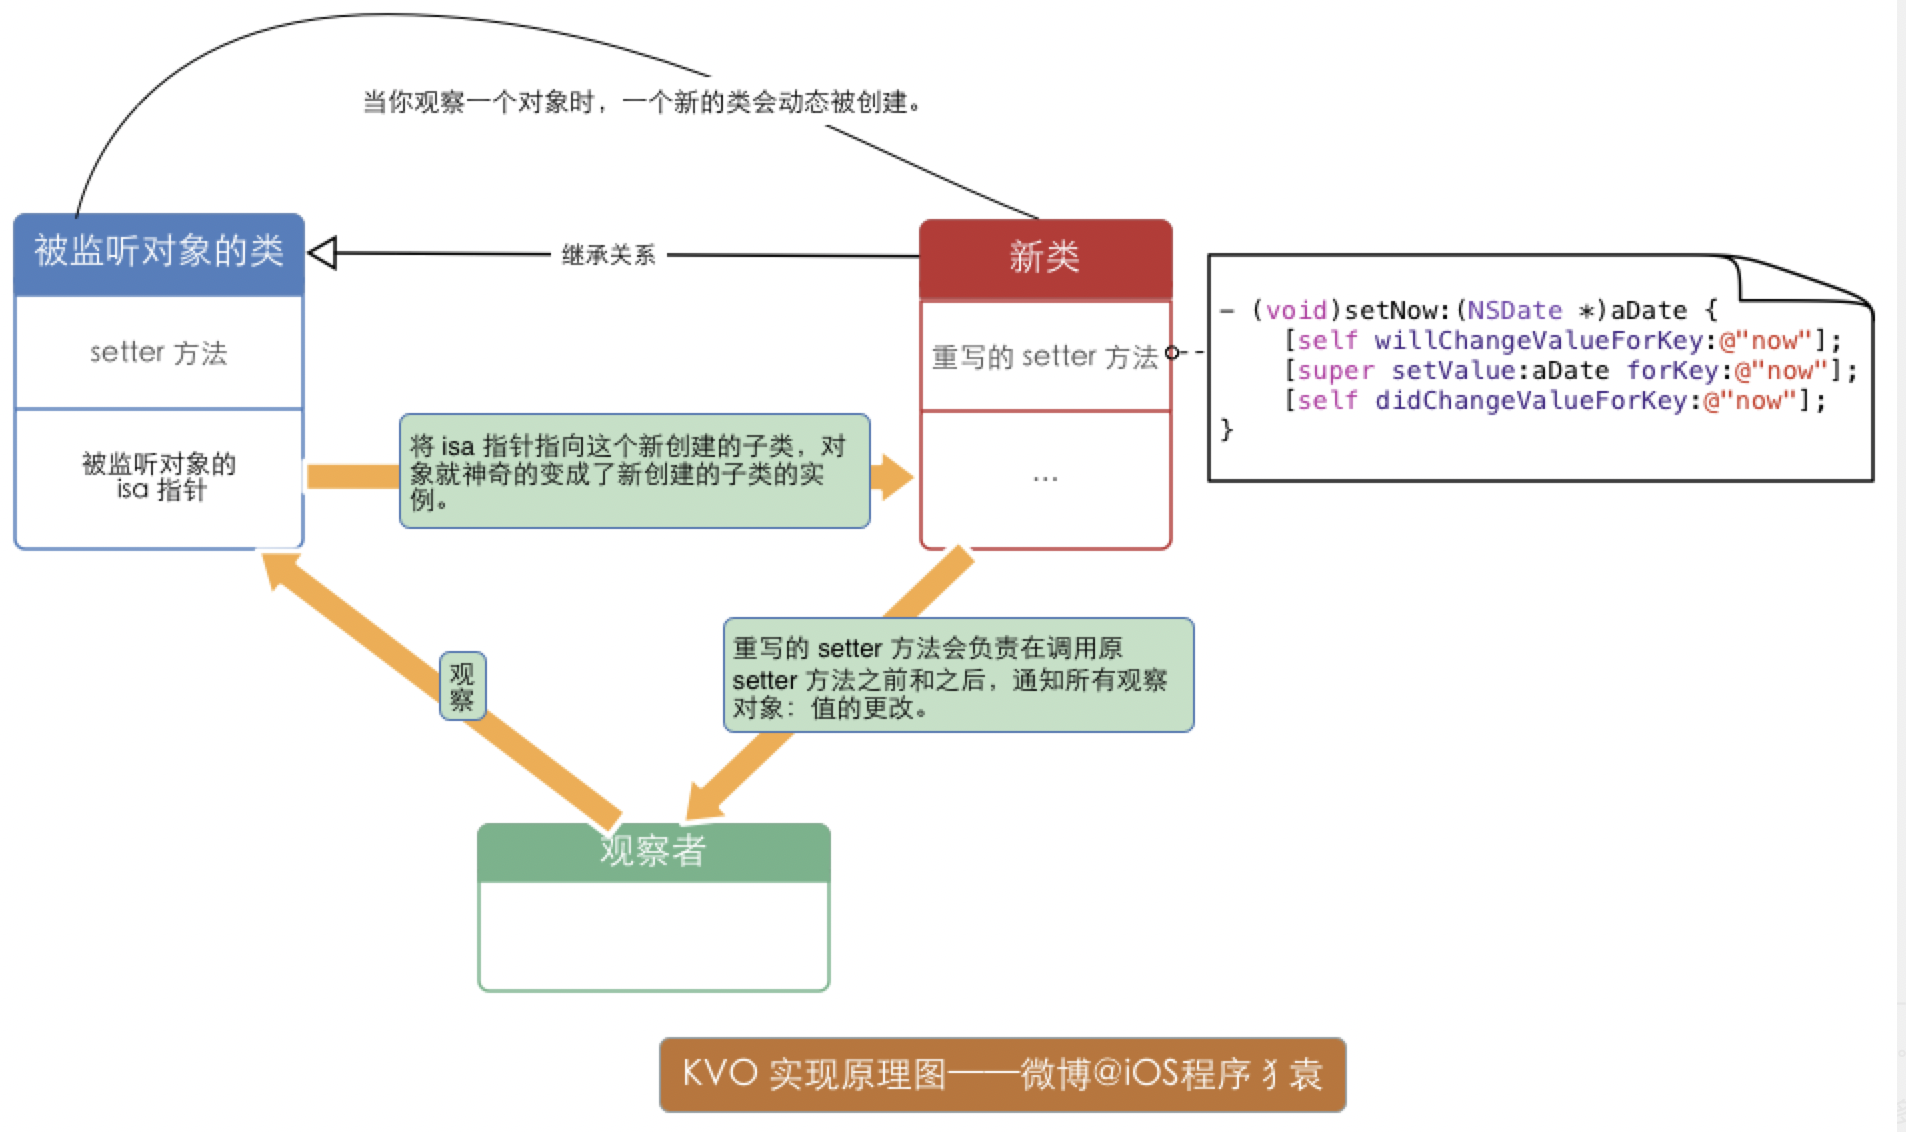 当你观察一个对象时，一个新的类会动态被创建。
被监听对象的类
继承关系
新类
setter 方法
重写的 setter 方法
- (void)setNow:(NSDate *)aDate {
[self willChangeValueForKey:@"now"];
[super setValue:aDate forKey:@"now"];
[self didChangeValueForKey:@"now"];
}
被监听对象的
isa 指针
将 isa 指针指向这个新创建的子类，对
象就神奇的变成了新创建的子类的实
例。
...
观
察
重写的 setter 方法会负责在调用原
setter 方法之前和之后，通知所有观察
对象：值的更改。
观察者
KVO 实现原理图——微博@iOS程序犭袁